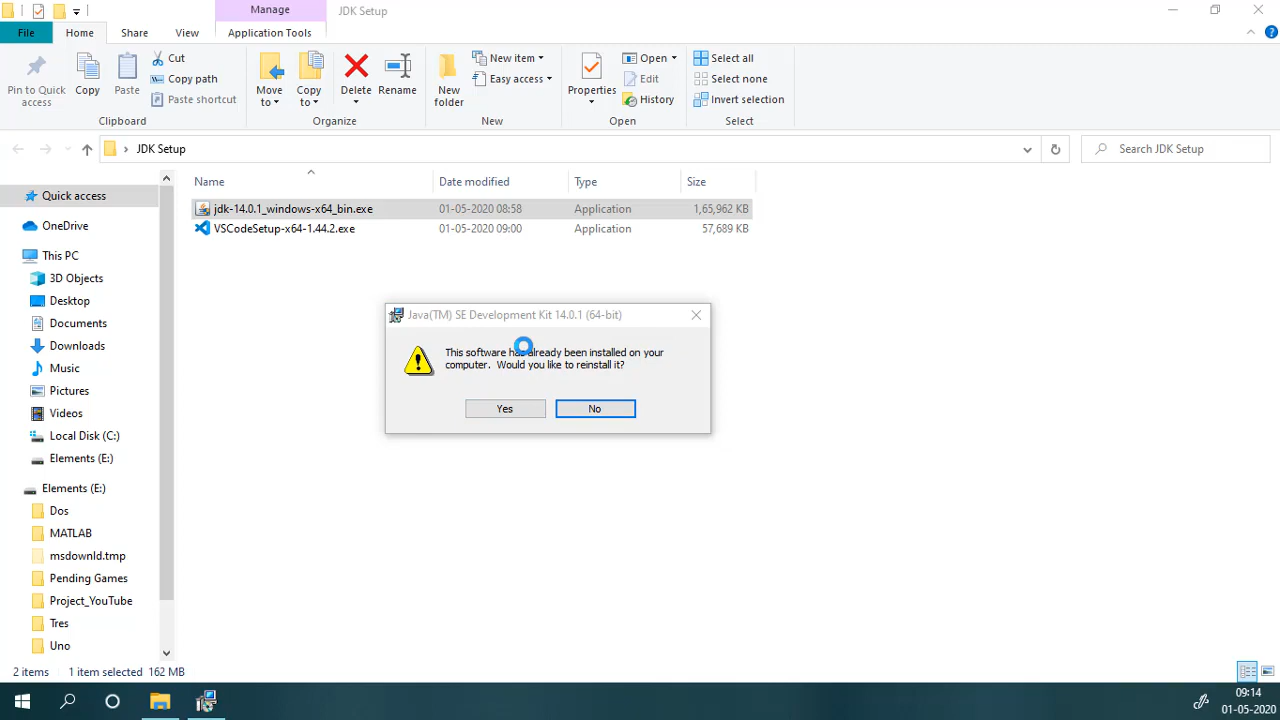 Manage
JDK Setup
File
Home
Share
View
Application Tools
Pin to Quick
access
Copy
Paste
Cut
Copy path
Paste shortcut
Clipboard
Move
to
Copy
to
Delete
Rename
Organize
New
folder
New item
Easy access
New
Properties
Open
Edit
History
Open
Select all
Select none
Invert selection
Select
JDK Setup
Search JDK Setup
Name
Date modified
Type
Size
jdk-14.0.1_windows-x64_bin.exe 01-05-2020 08:58 Application 1,65,962 KB
VSCodeSetup-x64-1.44.2.exe 01-05-2020 09:00 Application 57,689 KB
Quick access
OneDrive
This PC
3D Objects
Desktop
Documents
Downloads
Music
Pictures
Videos
Local Disk (C:)
Elements (E:)
Elements (E:)
Dos
MATLAB
msdownld.tmp
Pending Games
Project_YouTube
Tres
Uno
Java(TM) SE Development Kit 14.0.1 (64-bit)
This software has already been installed on your
computer. Would you like to reinstall it?
Yes
No
2 items 1 item selected 162 MB
09:14
01-05-2020